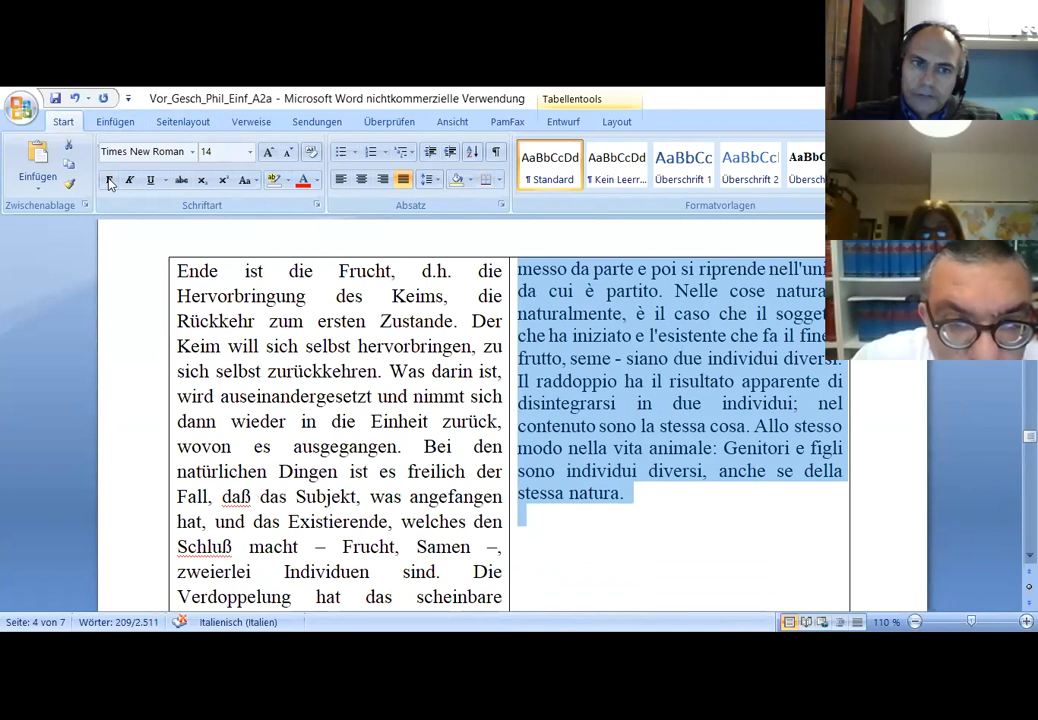 Vor_Gesch_Phil_Einf_A2a - Microsoft Word nichtkommerzielle Verwendung
Tabellentools
Start Einfügen Seitenlayout Verweise Sendungen Überprüfen Ansicht PamFax Entwurf Layout
Einfügen
Times New Roman 14
AaBbCcDd AaBbCcDd AaBbCc AaBbCc AaBbC
¶ Standard ¶ Kein Leerr... Überschrift 1 Überschrift 2 Übersch
Zwischenablage Schriftart Absatz Formatvorlagen
Ende ist die Frucht, d.h. die
Hervorbringung des Keims, die
Rückkehr zum ersten Zustande. Der
Keim will sich selbst hervorbringen, zu
sich selbst zurückkehren. Was darin ist,
wird auseinandergesetzt und nimmt sich
dann wieder in die Einheit zurück,
wovon es ausgegangen. Bei den
natürlichen Dingen ist es freilich der
Fall, daß das Subjekt, was angefangen
hat, und das Existierende, welches den
Schluß macht – Frucht, Samen –,
zweierlei Individuen sind. Die
Verdoppelung hat das scheinbare
messo da parte e poi si riprende nell'uni
da cui è partito. Nelle cose natura
naturalmente, è il caso che il sogge
che ha iniziato e l'esistente che fa il fine
frutto, seme - siano due individui diversi.
Il raddoppio ha il risultato apparente di
disintegrarsi in due individui; nel
contenuto sono la stessa cosa. Allo stesso
modo nella vita animale: Genitori e figli
sono individui diversi, anche se della
stessa natura.
Seite: 4 von 7 Wörter: 209/2.511 Italienisch (Italien) 110 %